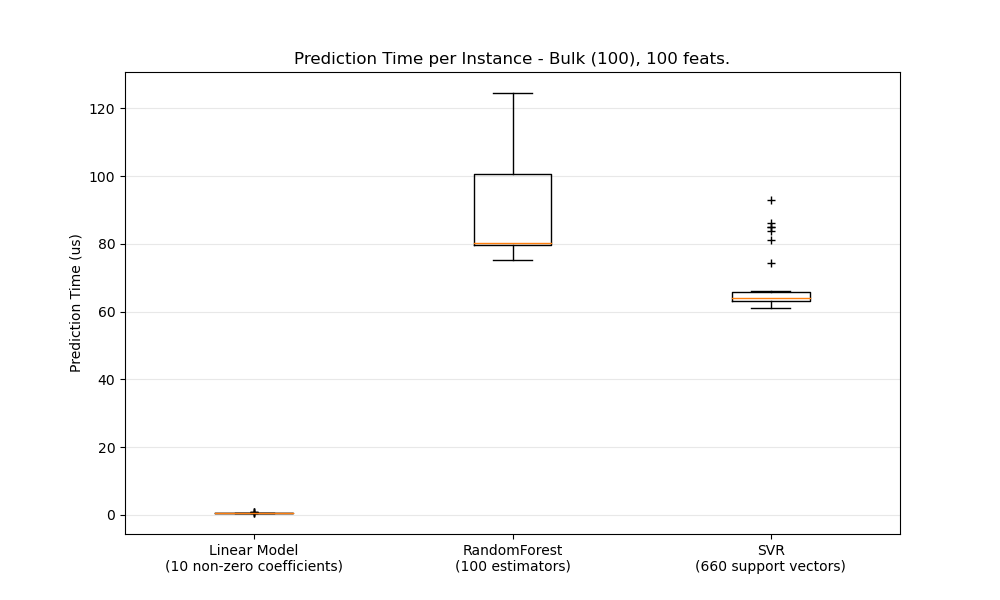 Prediction Time per Instance - Bulk (100), 100 feats.
Prediction Time (us)
120
100
80
60
40
20
0
Linear Model
(10 non-zero coefficients)
RandomForest
(100 estimators)
SVR
(660 support vectors)